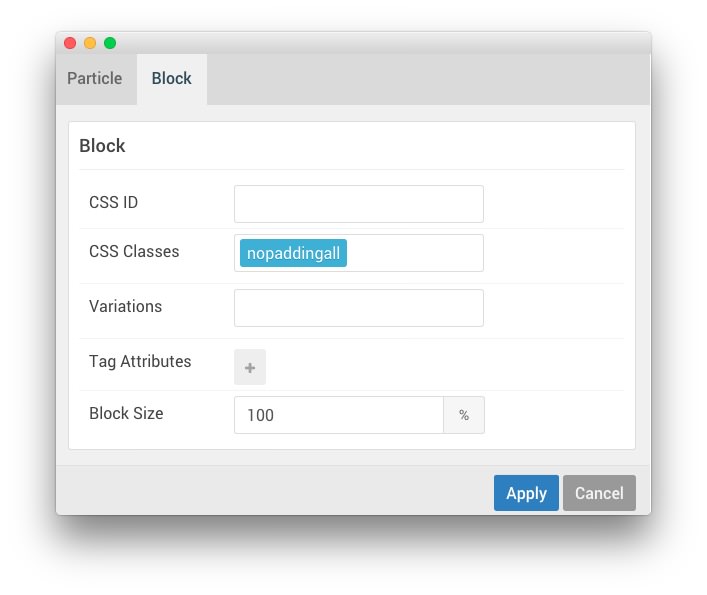 Particle Block
Block
CSS ID
CSS Classes nopaddingall
Variations
Tag Attributes +
Block Size 100 %
Apply Cancel